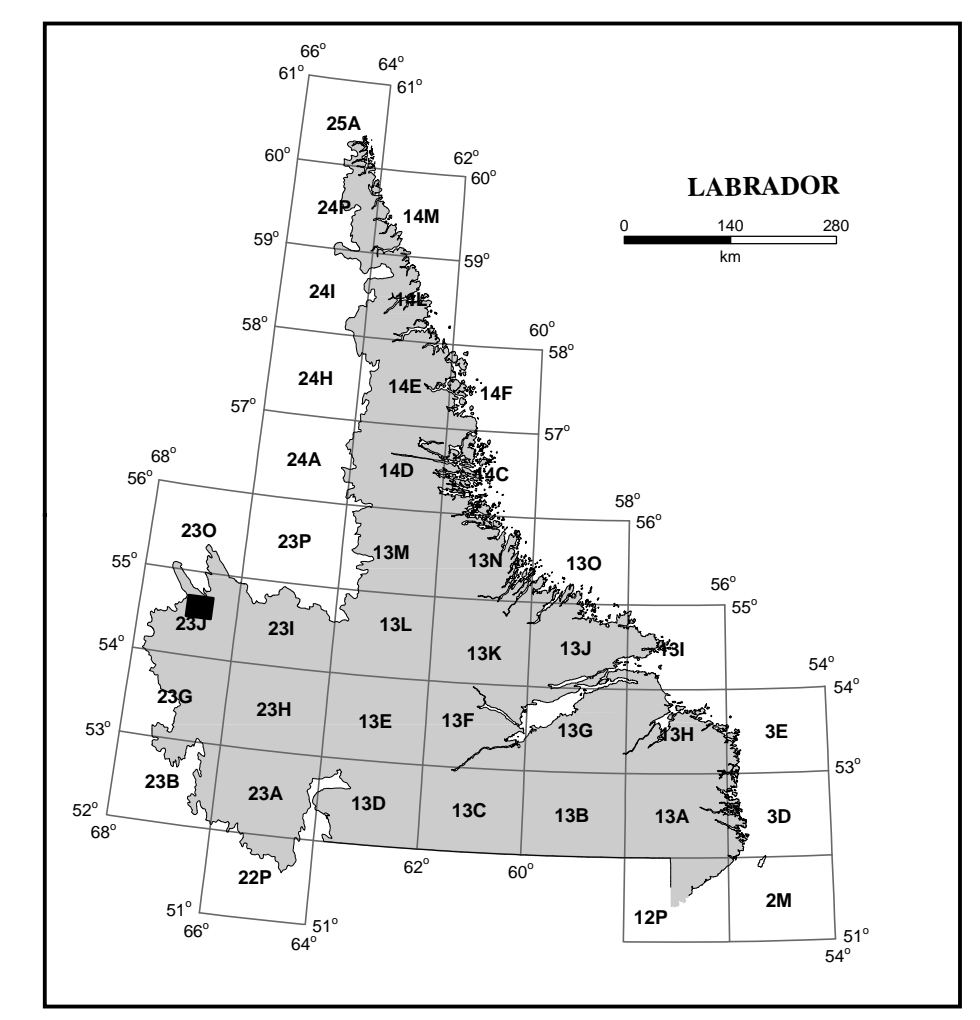 66°
64°
61°
61°
25A
60°
62°
60°
LABRADOR
24P
14M
0 140 280
km
59°
59°
24I
14L
58°
60°
58°
24H
14E
14F
57°
57°
24A
14D
14C
68°
56°
58°
56°
23O
23P
13M
13N
13O
55°
56°
55°
23J
23I
13L
13K
13J
13I
54°
54°
54°
23G
23H
13E
13F
13G
13H
3E
53°
53°
23B
23A
13D
13C
13B
13A
3D
52°
68°
62°
60°
22P
12P
2M
51°
66°
51°
64°
51°
54°